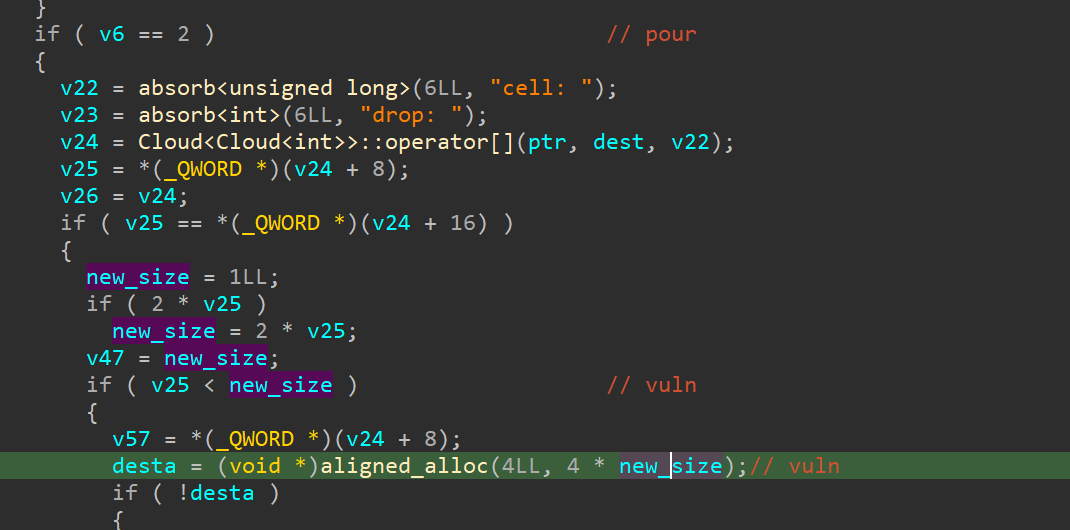 }
if ( v6 == 2 ) // pour
{
v22 = absorb<unsigned long>(6LL, "cell: ");
v23 = absorb<int>(6LL, "drop: ");
v24 = Cloud<Cloud<int>>::operator[](ptr, dest, v22);
v25 = *(_QWORD *)(v24 + 8);
v26 = v24;
if ( v25 == *(_QWORD *)(v24 + 16) )
{
new_size = 1LL;
if ( 2 * v25 )
new_size = 2 * v25;
v47 = new_size;
if ( v25 < new_size ) // vuln
{
v57 = *(_QWORD *)(v24 + 8);
desta = (void *)aligned_alloc(4LL, 4 * new_size);// vuln
if ( !desta )
{